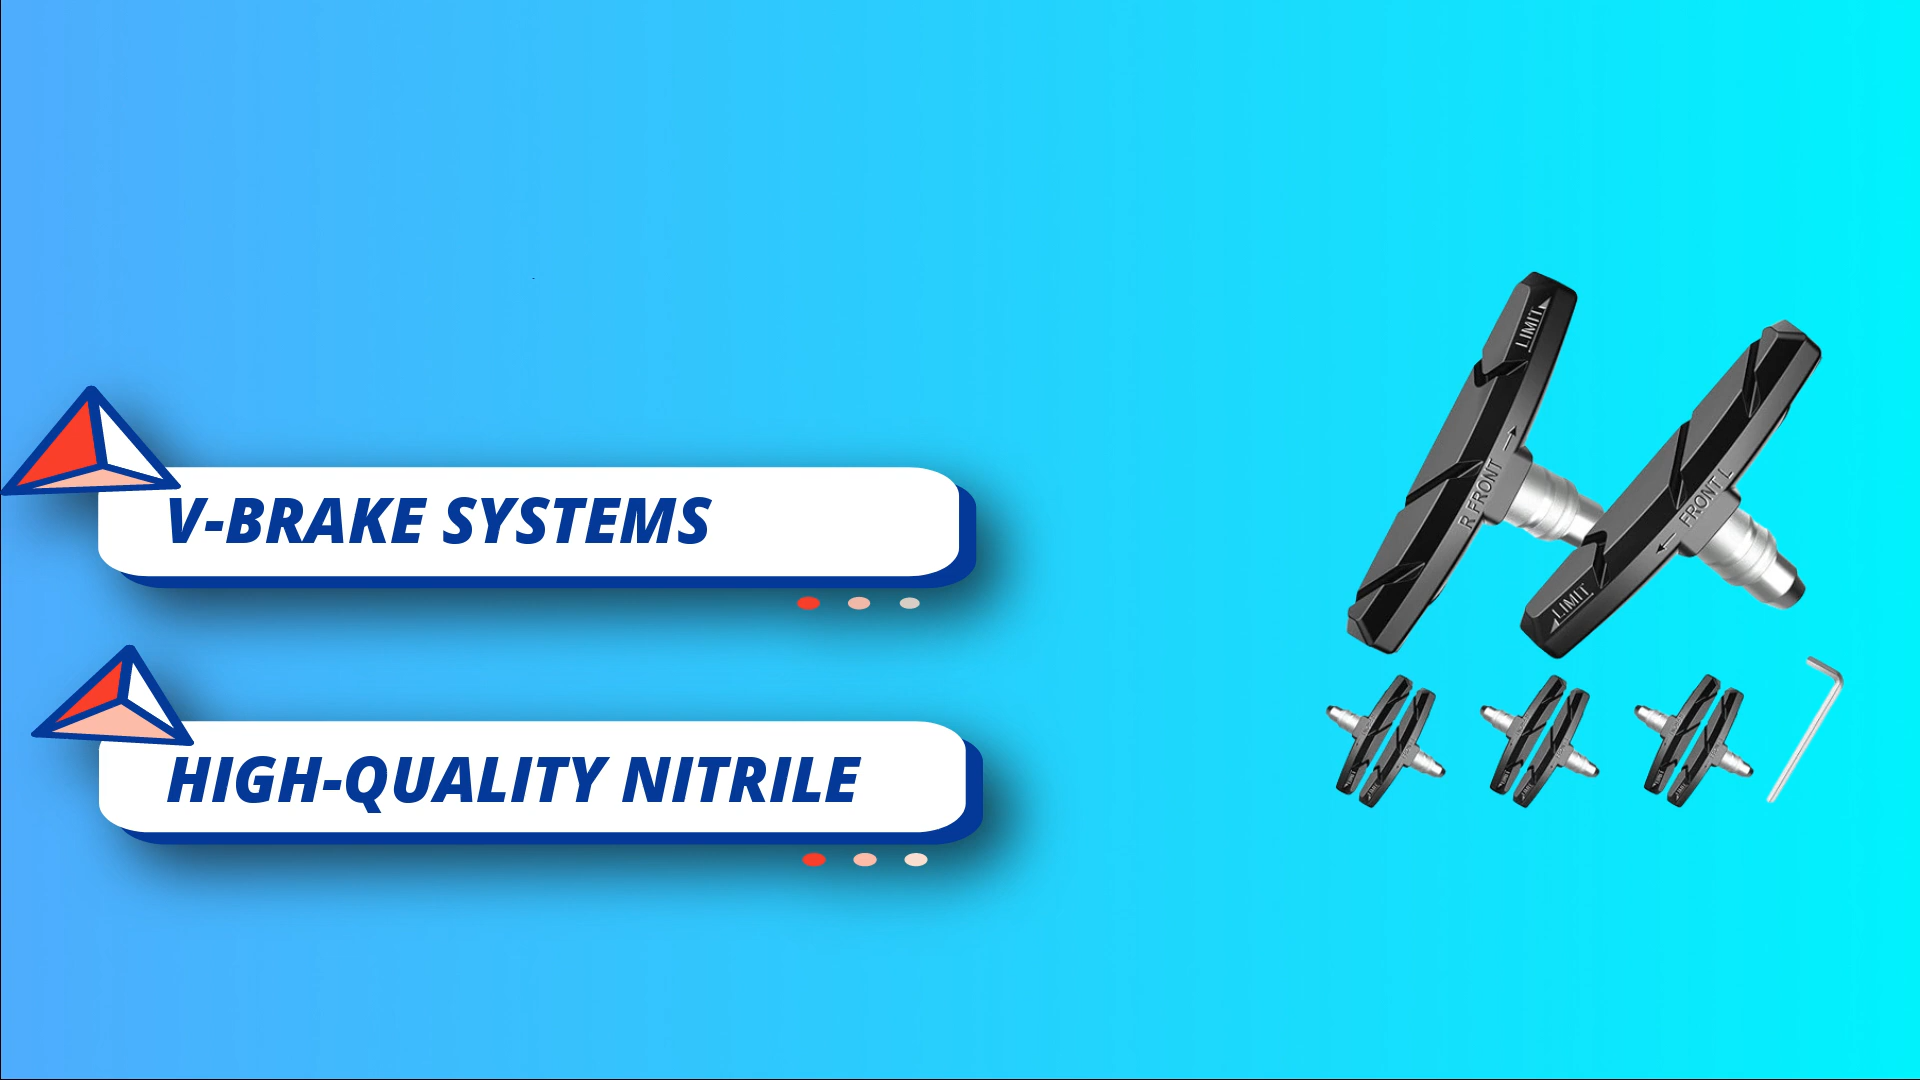 V-BRAKE SYSTEMS
HIGH-QUALITY NITRILE
LIMIT
R FRONT
FRONT L
LIMIT